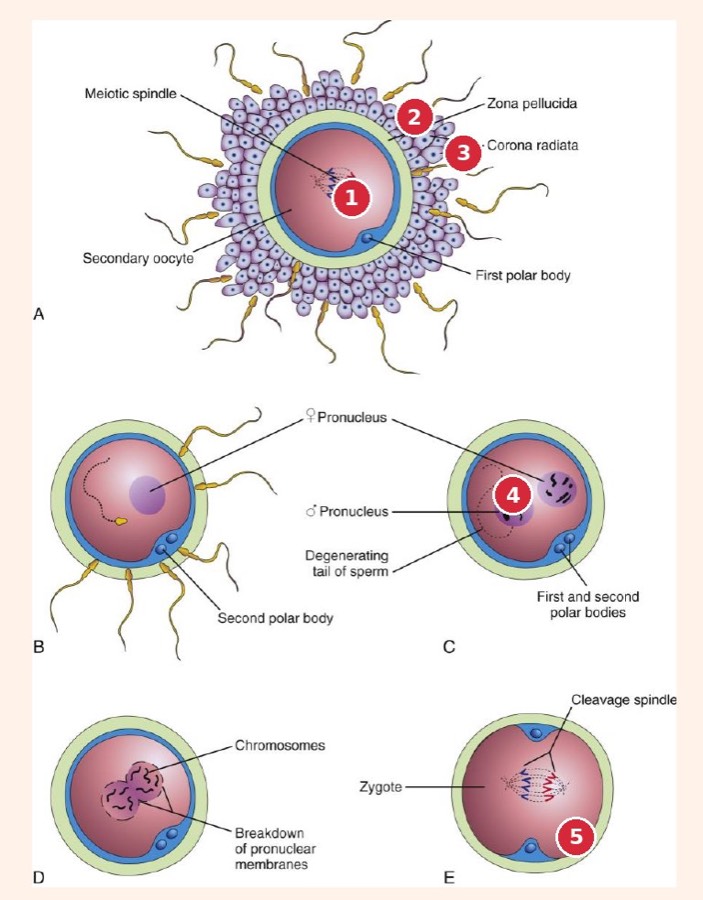 Meiotic spindle
2
Zona pellucida
3
Corona radiata
1
Secondary oocyte
First polar body
A
♀Pronucleus
4
♂Pronucleus
Degenerating
tail of sperm
Second polar body
First and second
polar bodies
B
C
Cleavage spindle
Chromosomes
Zygote
Breakdown
of pronuclear
membranes
5
D
E